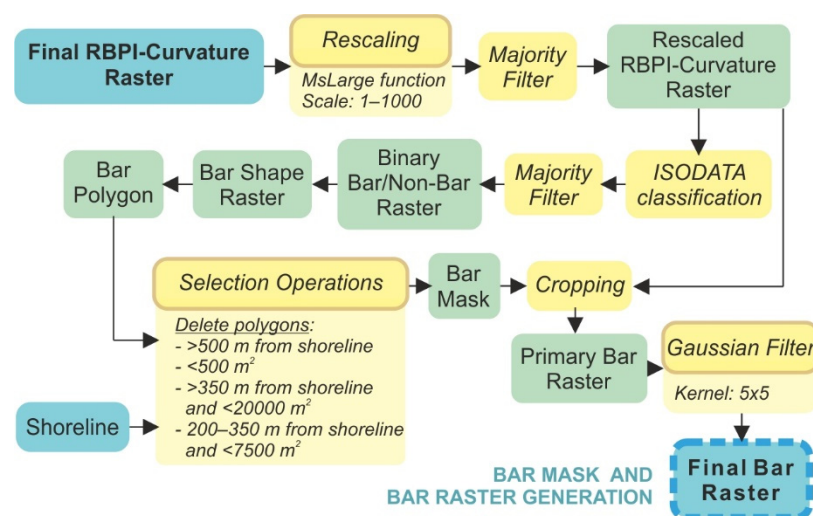 Final RBPI-Curvature
Raster
Rescaling
MsLarge function
Scale: 1–1000
Majority
Filter
Rescaled
RBPI-Curvature
Raster
Bar
Polygon
Bar Shape
Raster
Binary
Bar/Non-Bar
Raster
Majority
Filter
ISODATA
classification
Selection Operations
Delete polygons:
- >500 m from shoreline
- <500 m²
- >350 m from shoreline
and <20000 m²
- 200–350 m from shoreline
and <7500 m²
Shoreline
Bar
Mask
Cropping
Primary Bar
Raster
Gaussian Filter
Kernel: 5x5
BAR MASK AND
BAR RASTER GENERATION
Final Bar
Raster